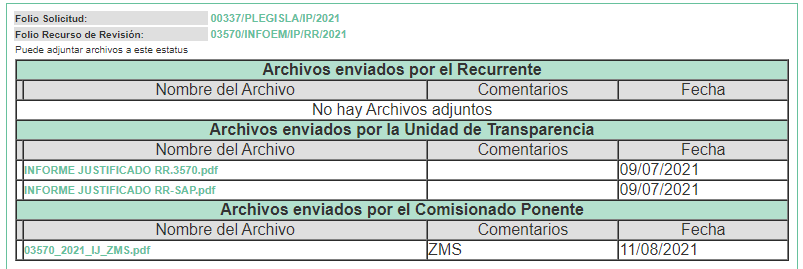 Folio Solicitud: 00337/PLEGISLA/IP/2021
Folio Recurso de Revisión: 03570/INFOEM/IP/RR/2021
Puede adjuntar archivos a este estatus
Archivos enviados por el Recurrente
Nombre del Archivo Comentarios Fecha
No hay Archivos adjuntos
Archivos enviados por la Unidad de Transparencia
Nombre del Archivo Comentarios Fecha
INFORME JUSTIFICADO RR.3570.pdf 09/07/2021
INFORME JUSTIFICADO RR-SAP.pdf 09/07/2021
Archivos enviados por el Comisionado Ponente
Nombre del Archivo Comentarios Fecha
03570_2021_IJ_ZMS.pdf ZMS 11/08/2021